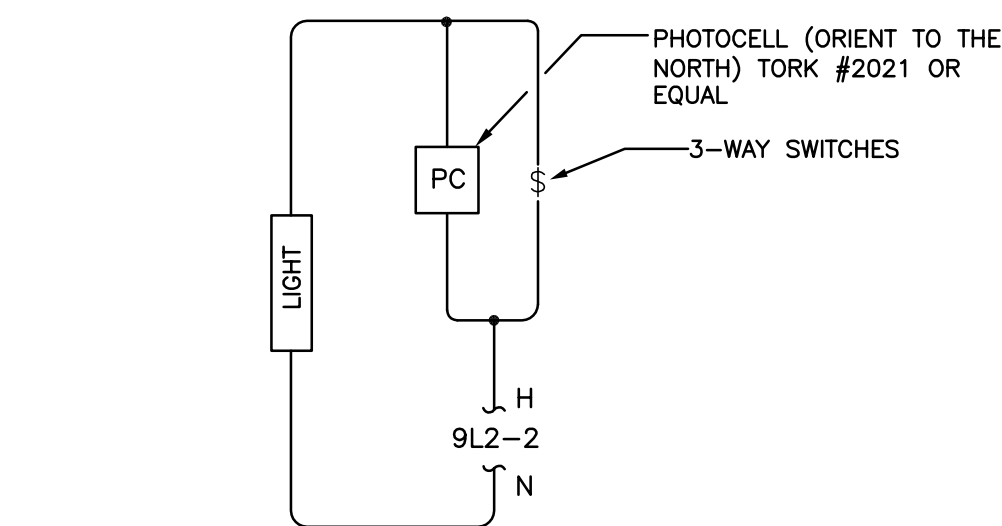 PHOTOCELL (ORIENT TO THE
NORTH) TORK #2021 OR
EQUAL
3-WAY SWITCHES
PC
$
LIGHT
H
9L2-2
N